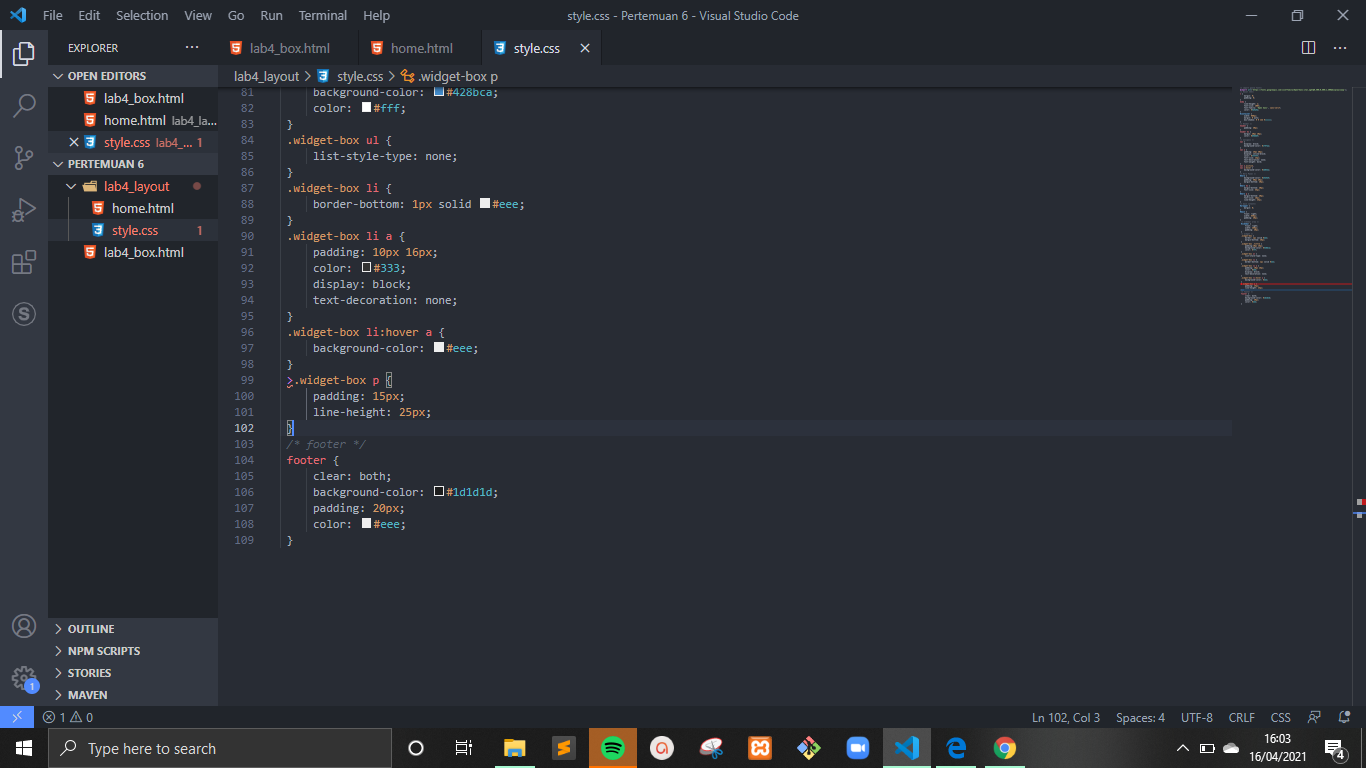 File Edit Selection View Go Run Terminal Help
style.css - Pertemuan 6 - Visual Studio Code
EXPLORER
lab4_box.html
home.html
style.css
OPEN EDITORS
lab4_layout > style.css > .widget-box p
lab4_box.html
home.html lab4_la...
style.css lab4_... 1
PERTEMUAN 6
lab4_layout
home.html
style.css 1
lab4_box.html
81 background-color: #428bca;
82 color: #fff;
83 }
84 .widget-box ul {
85 list-style-type: none;
86 }
87 .widget-box li {
88 border-bottom: 1px solid #eee;
89 }
90 .widget-box li a {
91 padding: 10px 16px;
92 color: #333;
93 display: block;
94 text-decoration: none;
95 }
96 .widget-box li:hover a {
97 background-color: #eee;
98 }
99 >.widget-box p {
100 padding: 15px;
101 line-height: 25px;
102 }
103 /* footer */
104 footer {
105 clear: both;
106 background-color: #1d1d1d;
107 padding: 20px;
108 color: #eee;
109 }
OUTLINE
NPM SCRIPTS
STORIES
MAVEN
1
1 0
Ln 102, Col 3 Spaces: 4 UTF-8 CRLF CSS
Type here to search
16:03
16/04/2021
4